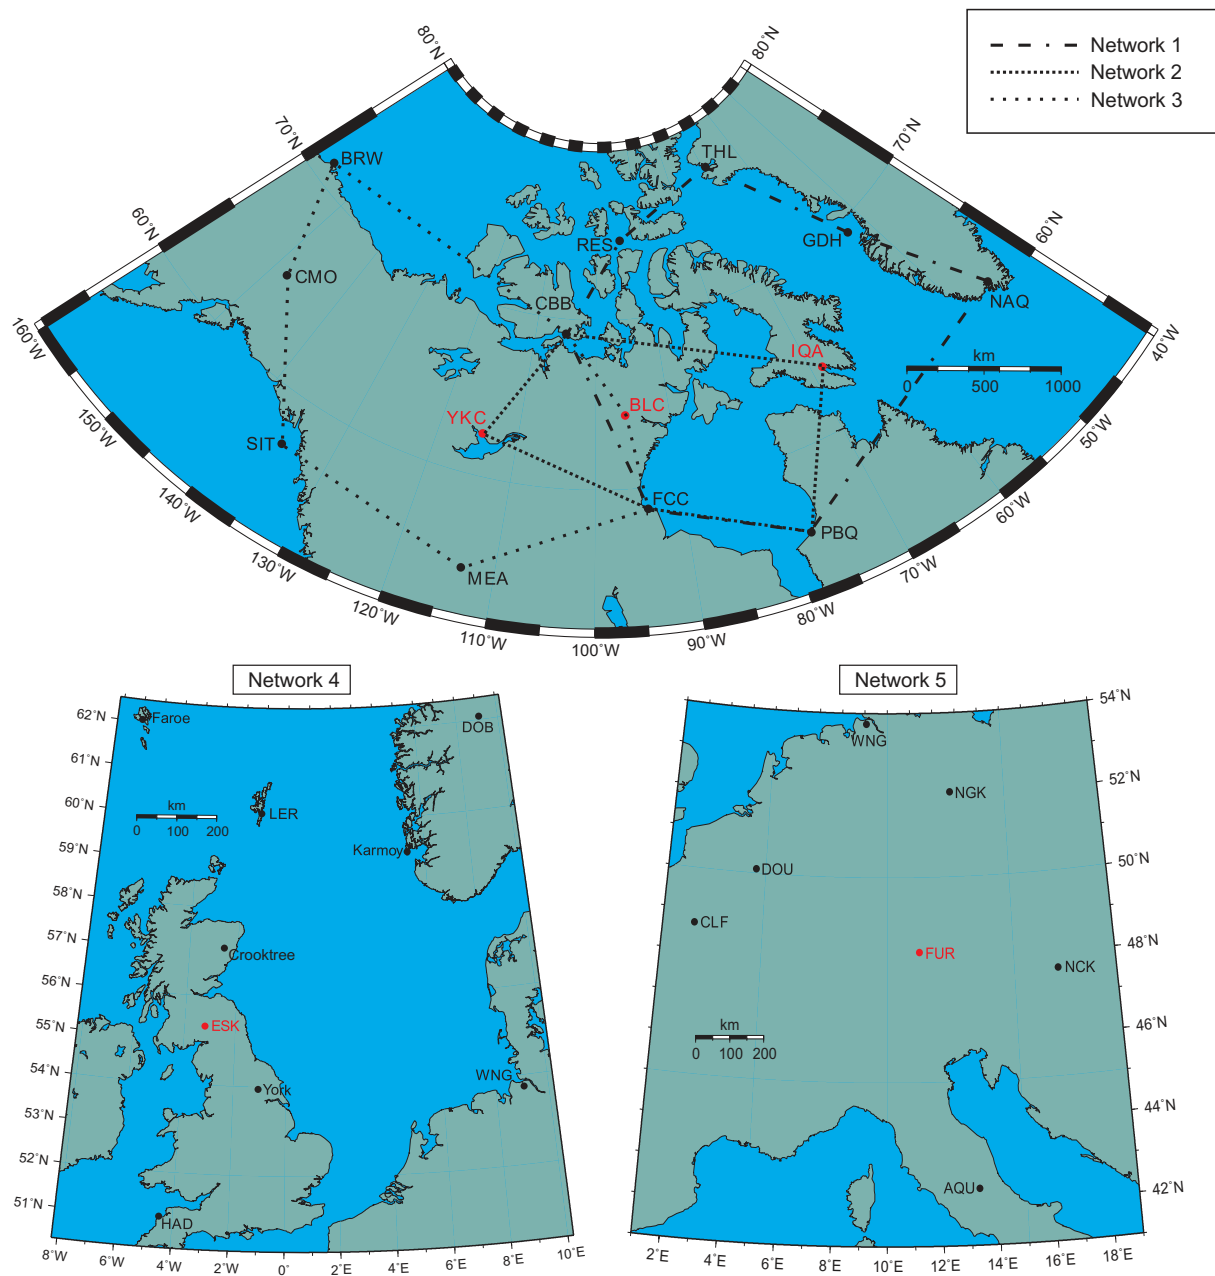 Network 1
Network 2
Network 3
80°N
80°N
70°N
70°N
60°N
60°N
160°W
150°W
140°W
130°W
120°W
110°W
100°W
90°W
80°W
70°W
60°W
50°W
40°W
BRW
THL
RES
GDH
CMO
CBB
NAQ
IQA
km
0 500 1000
YKC
BLC
SIT
FCC
PBQ
MEA
Network 4
62°N
61°N
60°N
59°N
58°N
57°N
56°N
55°N
54°N
53°N
52°N
51°N
8°W
6°W
4°W
2°W
0°
2°E
4°E
6°E
8°E
10°E
Faroe
DOB
LER
km
0 100 200
Karmoy
Crooktree
ESK
York
WNG
HAD
Network 5
54°N
52°N
50°N
48°N
46°N
44°N
42°N
2°E
4°E
6°E
8°E
10°E
12°E
14°E
16°E
18°E
WNG
NGK
DOU
CLF
FUR
NCK
km
0 100 200
AQU